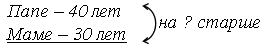 Папе – 40 лет
Маме – 30 лет
на ? старше